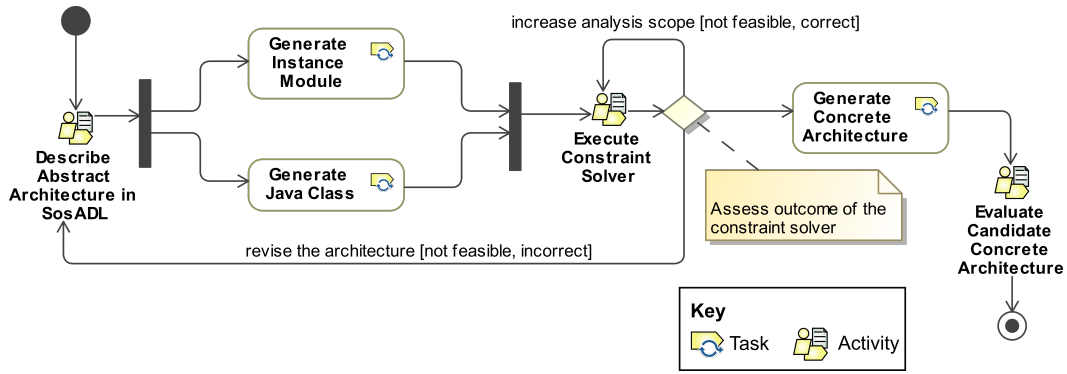 increase analysis scope [not feasible, correct]
Generate
Instance
Module
Generate
Concrete
Architecture
Execute
Constraint
Solver
Describe
Abstract
Architecture in
SosADL
Generate
Java Class
Assess outcome of the
constraint solver
Evaluate
Candidate
Concrete
Architecture
revise the architecture [not feasible, incorrect]
Key
Task
Activity